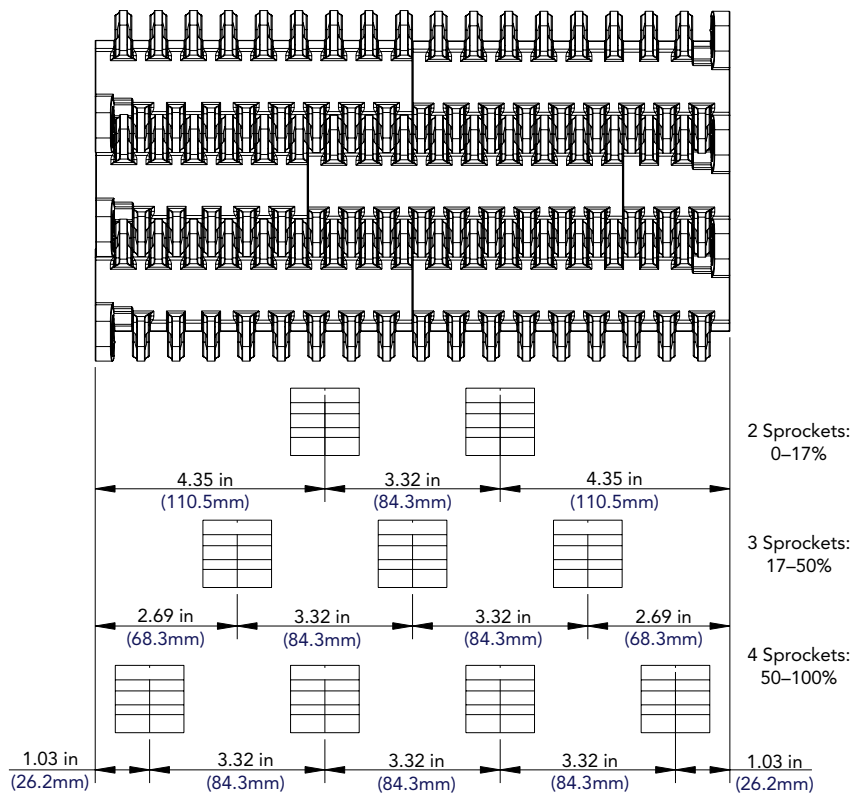 2 Sprockets:
0–17%
4.35 in 3.32 in 4.35 in
(110.5mm) (84.3mm) (110.5mm)
3 Sprockets:
17–50%
2.69 in 3.32 in 3.32 in 2.69 in
(68.3mm) (84.3mm) (84.3mm) (68.3mm)
4 Sprockets:
50–100%
1.03 in 3.32 in 3.32 in 3.32 in 1.03 in
(26.2mm) (84.3mm) (84.3mm) (84.3mm) (26.2mm)